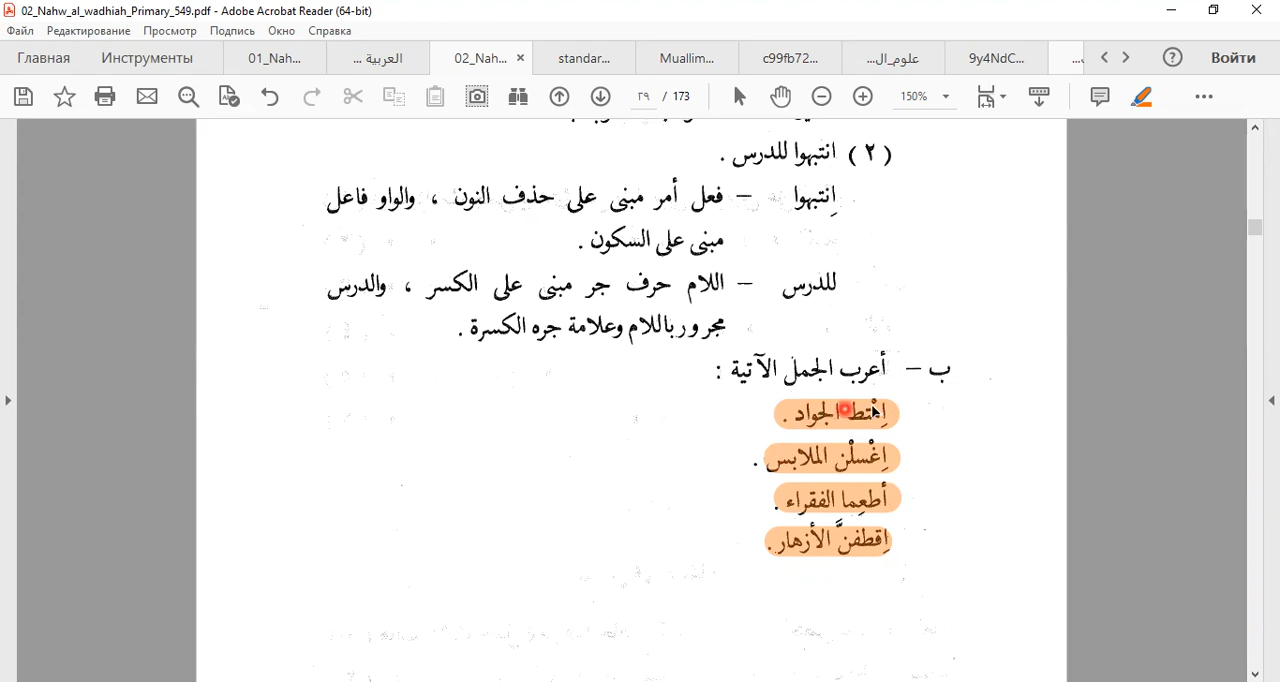 02_Nahw_al_wadhiah_Primary_549.pdf - Adobe Acrobat Reader (64-bit)
Файл Редактирование Просмотр Подпись Окно Справка
Главная Инструменты 01_Nah... العربية ... 02_Nah... × standar... Muallim... c99fb72... علوم_ال... 9y4NdC... Войти
٢٩ / 173 150%
( ٢ ) انتبهوا للدرس .
اِنتبهوا – فعل أمر مبنى على حذف النون ، والواو فاعل
مبنى على السكون .
للدرس – اللام حرف جر مبنى على الكسر ، والدرس
مجرور باللام وعلامة جره الكسرة .
ب – أعرب الجمل الآتية :
اِمْتط الجواد .
اِغْسلْن الملابس .
أطعِما الفقراء .
اِقطفنَّ الأزهار .